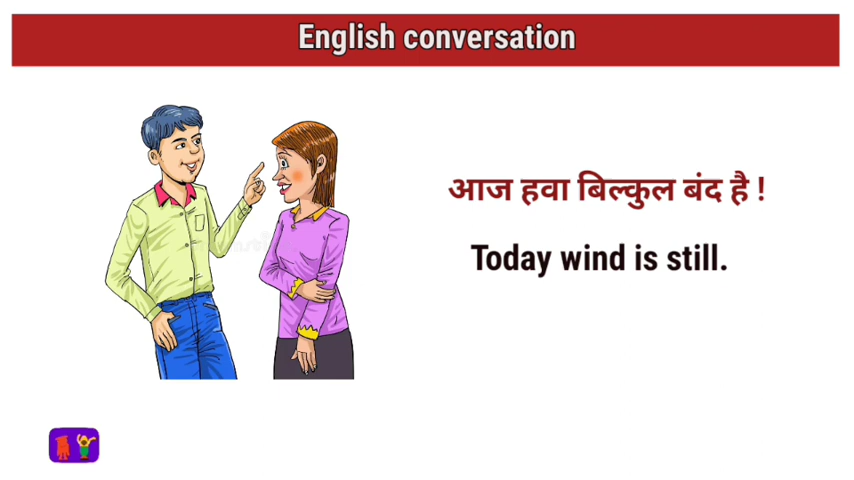 English conversation
आज हवा बिल्कुल बंद है !
Today wind is still.